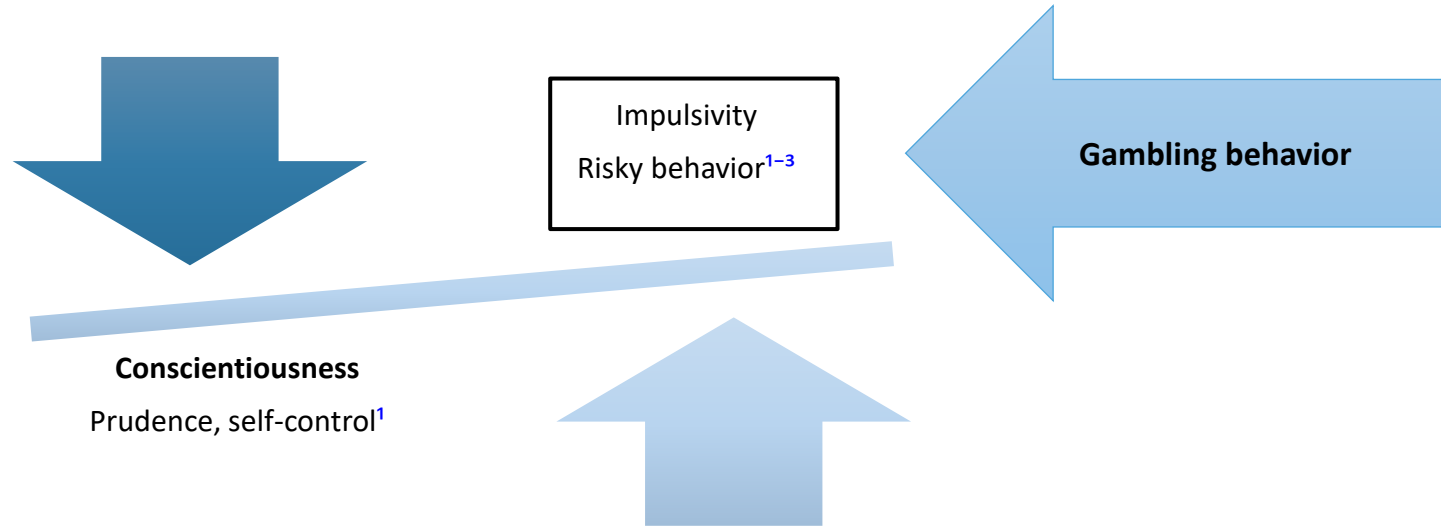 Impulsivity
Risky behavior¹⁻³
Gambling behavior
Conscientiousness
Prudence, self-control¹